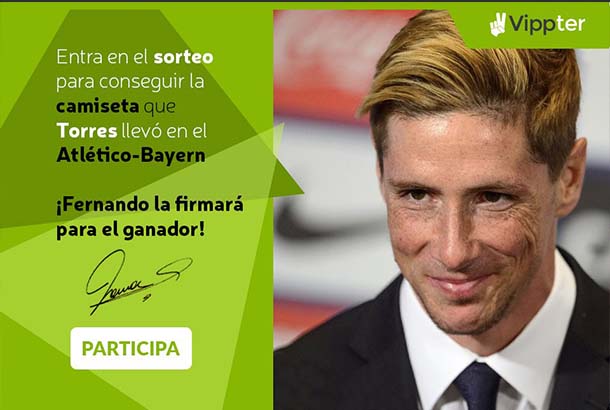 Vippter
Entra en el sorteo
para conseguir la
camiseta que
Torres llevó en el
Atlético-Bayern
¡Fernando la firmará
para el ganador!
PARTICIPA